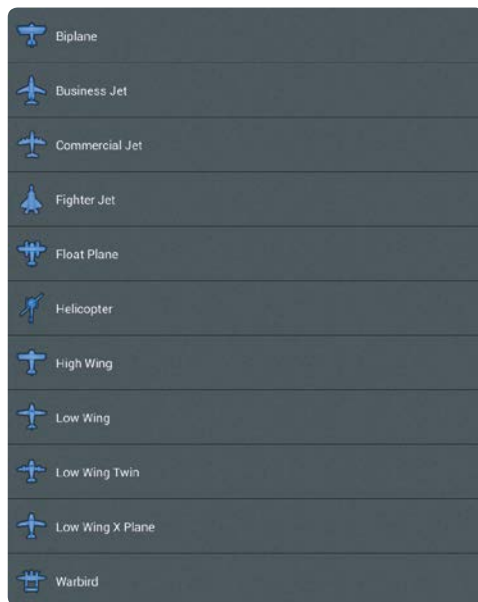 Biplane
Business Jet
Commercial Jet
Fighter Jet
Float Plane
Helicopter
High Wing
Low Wing
Low Wing Twin
Low Wing X Plane
Warbird